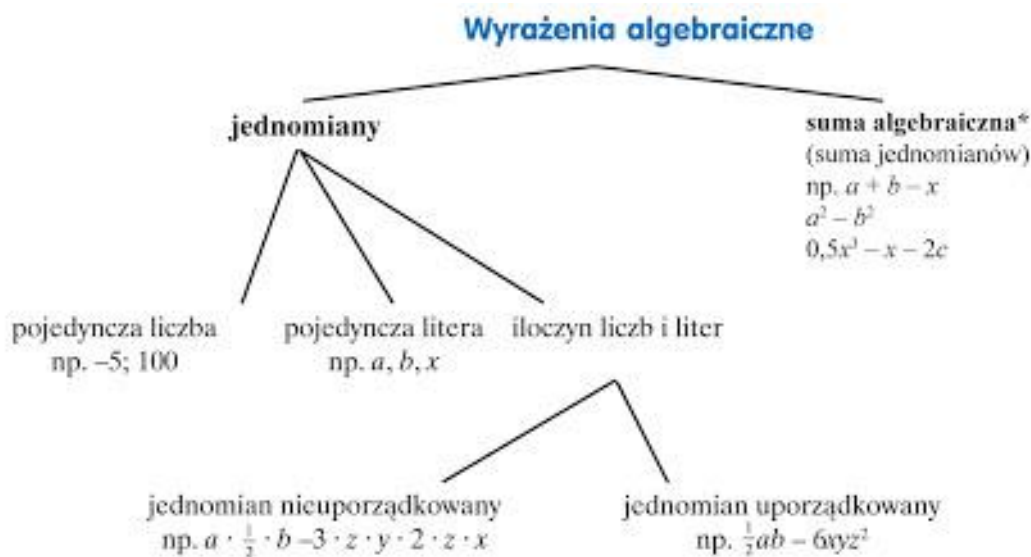 Wyrażenia algebraiczne
jednomiany
suma algebraiczna*
(suma jednomianów)
np. a + b – x
a² – b²
0,5x³ – x – 2c
pojedyncza liczba
np. –5; 100
pojedyncza litera
np. a, b, x
iloczyn liczb i liter
jednomian nieuporządkowany
np. a · ½ · b –3 · z · y · 2 · z · x
jednomian uporządkowany
np. ½ab – 6xyz²